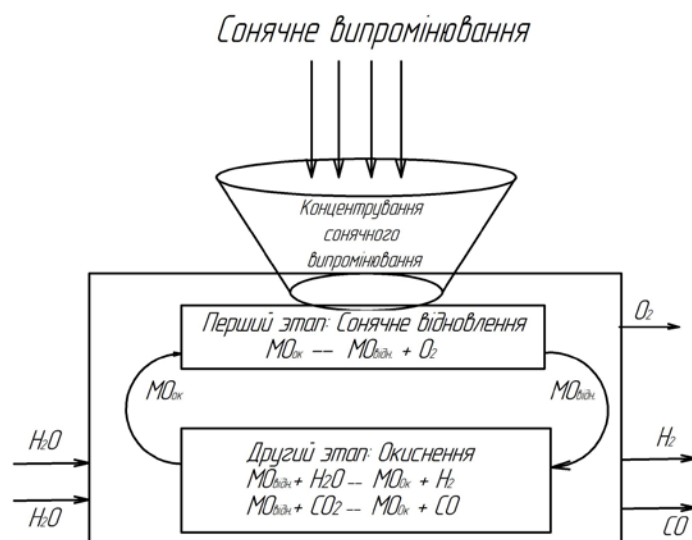 Сонячне випромінювання
Концентрування
сонячного
випромінювання
O₂
Перший этап: Сонячне відновлення
MOок -- MOвідн. + O₂
MOок
MOвідн.
H₂O
H₂O
Другий этап: Окиснення
MOвідн.+ H2O-- MOок + H₂
MOвідн.+ CO2-- MOок + CO
H₂
CO